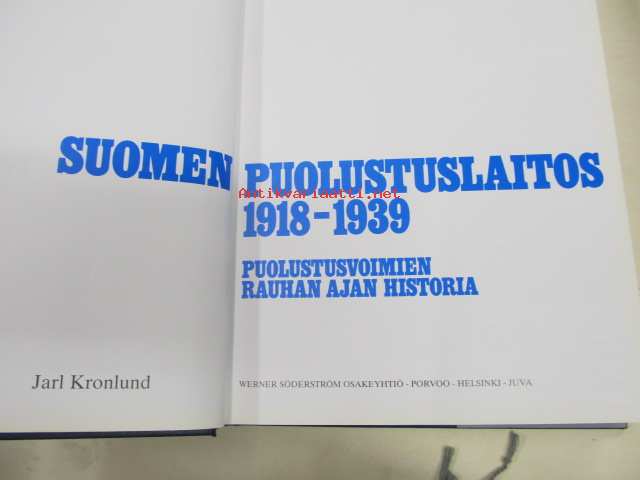 SUOMEN PUOLUSTUSLAITOS
Antikvariaatti.net
1918-1939
PUOLUSTUSVOIMIEN
RAUHAN AJAN HISTORIA
Jarl Kronlund
WERNER SÖDERSTRÖM OSAKEYHTIÖ - PORVOO - HELSINKI - JUVA